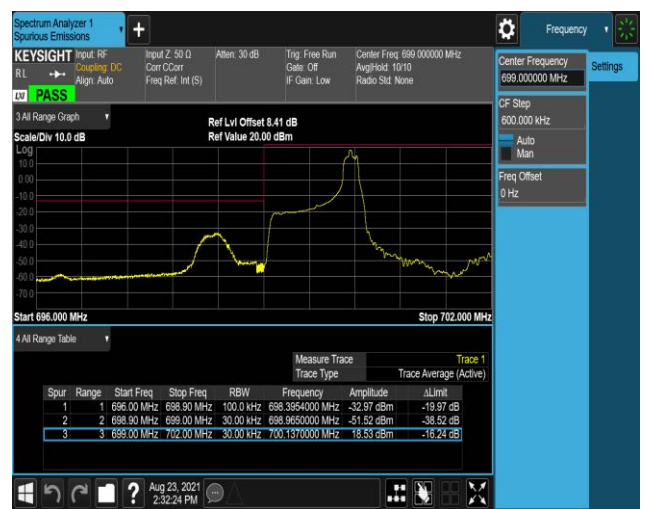 Spectrum Analyzer 1
Spurious Emissions
+
Frequency
KEYSIGHT Input: RF Input Z: 50 Ω Atten: 30 dB Trig: Free Run Center Freq: 699.000000 MHz
RL Coupling: DC Corr CCorr Gate: Off Avg|Hold: 10/10
Align: Auto Freq Ref: Int (S) IF Gain: Low Radio Std: None
LXI PASS
Center Frequency
699.000000 MHz
Settings
CF Step
600.000 kHz
Auto
Man
Freq Offset
0 Hz
3 All Range Graph
Ref Lvl Offset 8.41 dB
Scale/Div 10.0 dB Ref Value 20.00 dBm
Log
10.0
0.00
-10.0
-20.0
-30.0
-40.0
-50.0
-60.0
-70.0
Start 696.000 MHz Stop 702.000 MHz
4 All Range Table
Measure Trace Trace 1
Trace Type Trace Average (Active)
Spur Range Start Freq Stop Freq RBW Frequency Amplitude ΔLimit
1 1 696.00 MHz 698.90 MHz 100.0 kHz 698.3954000 MHz -32.97 dBm -19.97 dB
2 2 698.90 MHz 699.00 MHz 30.00 kHz 698.9650000 MHz -51.52 dBm -38.52 dB
3 3 699.00 MHz 702.00 MHz 30.00 kHz 700.1370000 MHz 18.53 dBm -16.24 dB
? Aug 23, 2021
2:32:24 PM